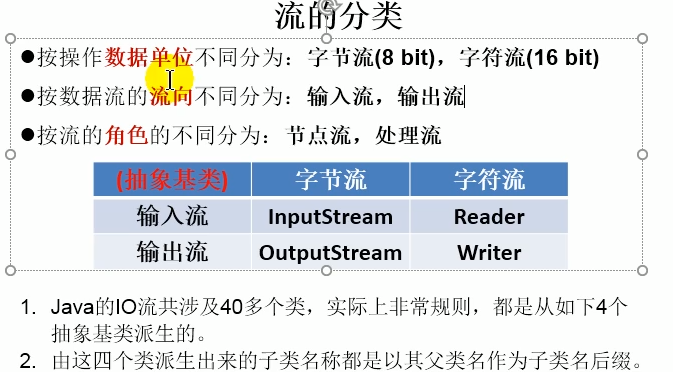 流的分类
●按操作数据单位不同分为：字节流(8 bit)，字符流(16 bit)
●按数据流的流向不同分为：输入流，输出流
●按流的角色的不同分为：节点流，处理流
(抽象基类) 字节流 字符流
输入流 InputStream Reader
输出流 OutputStream Writer
1. Java的IO流共涉及40多个类，实际上非常规则，都是从如下4个
抽象基类派生的。
2. 由这四个类派生出来的子类名称都是以其父类名作为子类名后缀。